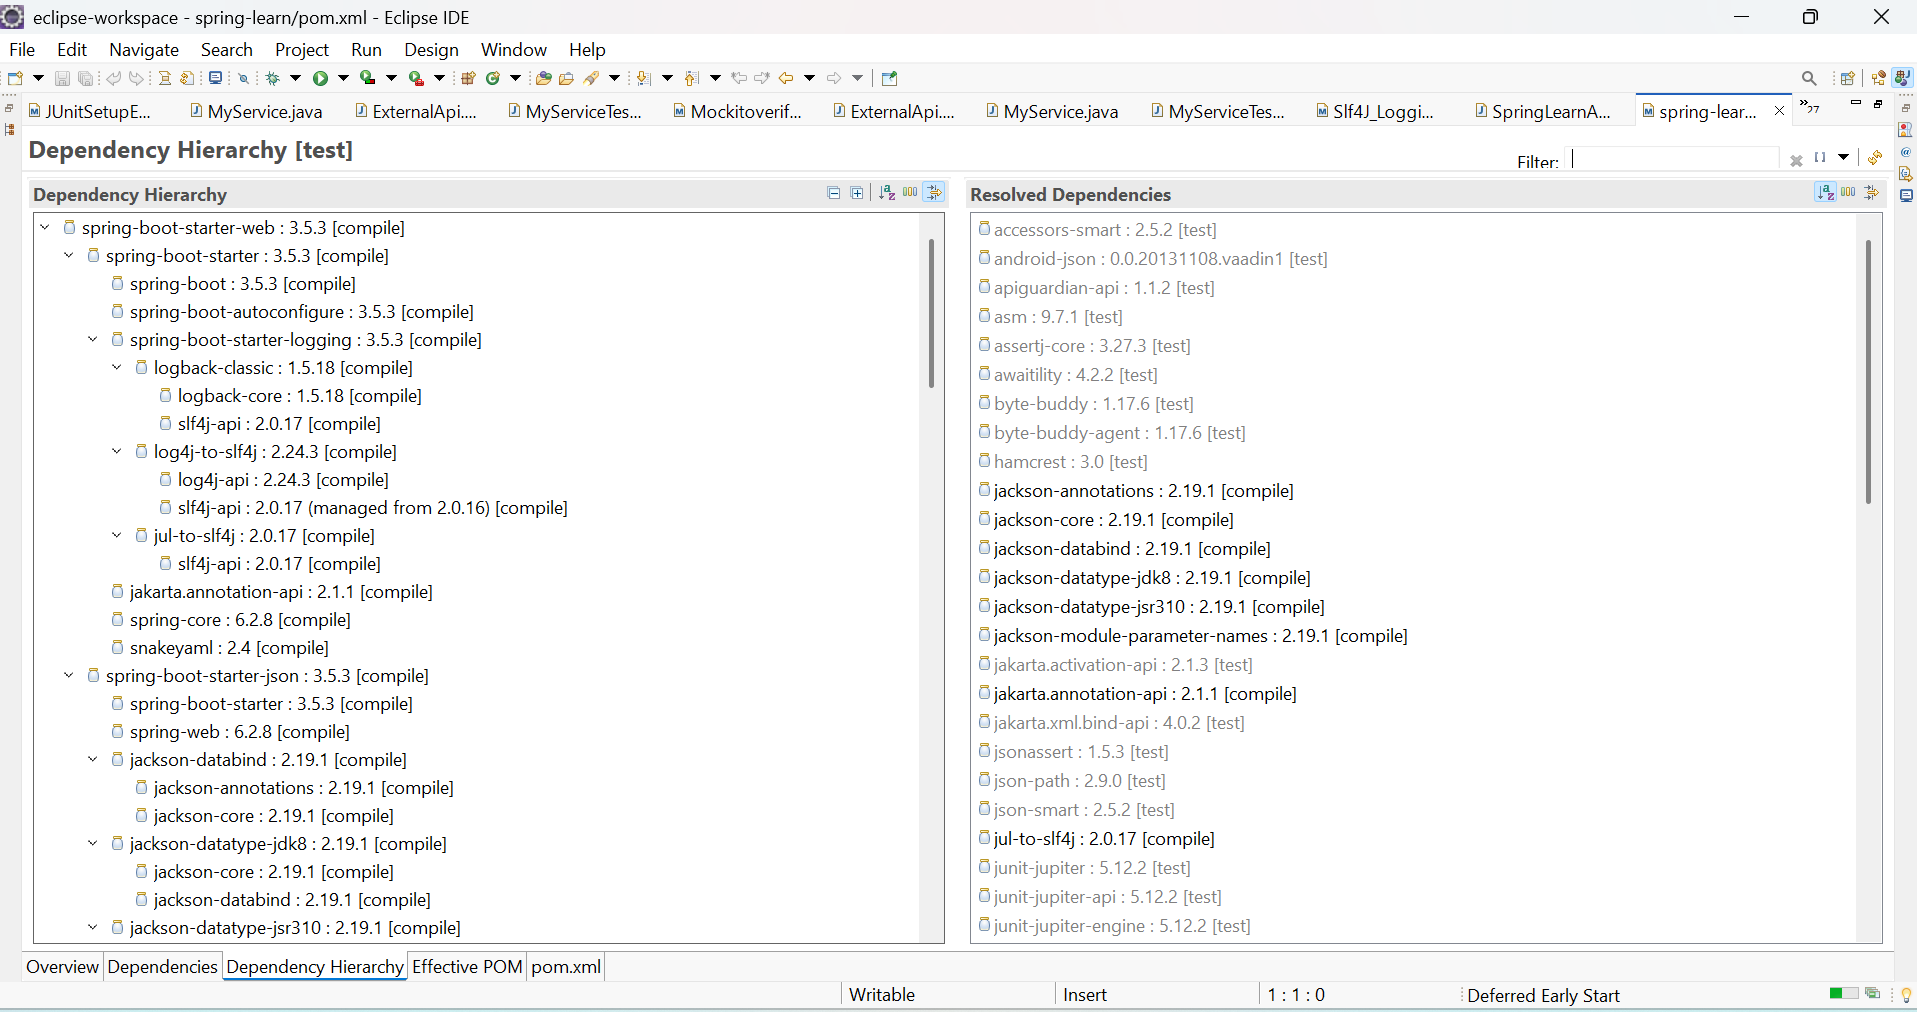 eclipse-workspace - spring-learn/pom.xml - Eclipse IDE
File Edit Navigate Search Project Run Design Window Help
JUnitSetupE... MyService.java ExternalApi.... MyServiceTes... Mockitoverif... ExternalApi.... MyService.java MyServiceTes... Slf4J_Loggi... SpringLearnA... spring-lear... »27
Dependency Hierarchy [test]
Filter:
Dependency Hierarchy
spring-boot-starter-web : 3.5.3 [compile]
spring-boot-starter : 3.5.3 [compile]
spring-boot : 3.5.3 [compile]
spring-boot-autoconfigure : 3.5.3 [compile]
spring-boot-starter-logging : 3.5.3 [compile]
logback-classic : 1.5.18 [compile]
logback-core : 1.5.18 [compile]
slf4j-api : 2.0.17 [compile]
log4j-to-slf4j : 2.24.3 [compile]
log4j-api : 2.24.3 [compile]
slf4j-api : 2.0.17 (managed from 2.0.16) [compile]
jul-to-slf4j : 2.0.17 [compile]
slf4j-api : 2.0.17 [compile]
jakarta.annotation-api : 2.1.1 [compile]
spring-core : 6.2.8 [compile]
snakeyaml : 2.4 [compile]
spring-boot-starter-json : 3.5.3 [compile]
spring-boot-starter : 3.5.3 [compile]
spring-web : 6.2.8 [compile]
jackson-databind : 2.19.1 [compile]
jackson-annotations : 2.19.1 [compile]
jackson-core : 2.19.1 [compile]
jackson-datatype-jdk8 : 2.19.1 [compile]
jackson-core : 2.19.1 [compile]
jackson-databind : 2.19.1 [compile]
jackson-datatype-jsr310 : 2.19.1 [compile]
Resolved Dependencies
accessors-smart : 2.5.2 [test]
android-json : 0.0.20131108.vaadin1 [test]
apiguardian-api : 1.1.2 [test]
asm : 9.7.1 [test]
assertj-core : 3.27.3 [test]
awaitility : 4.2.2 [test]
byte-buddy : 1.17.6 [test]
byte-buddy-agent : 1.17.6 [test]
hamcrest : 3.0 [test]
jackson-annotations : 2.19.1 [compile]
jackson-core : 2.19.1 [compile]
jackson-databind : 2.19.1 [compile]
jackson-datatype-jdk8 : 2.19.1 [compile]
jackson-datatype-jsr310 : 2.19.1 [compile]
jackson-module-parameter-names : 2.19.1 [compile]
jakarta.activation-api : 2.1.3 [test]
jakarta.annotation-api : 2.1.1 [compile]
jakarta.xml.bind-api : 4.0.2 [test]
jsonassert : 1.5.3 [test]
json-path : 2.9.0 [test]
json-smart : 2.5.2 [test]
jul-to-slf4j : 2.0.17 [compile]
junit-jupiter : 5.12.2 [test]
junit-jupiter-api : 5.12.2 [test]
junit-jupiter-engine : 5.12.2 [test]
Overview Dependencies Dependency Hierarchy Effective POM pom.xml
Writable Insert 1 : 1 : 0 Deferred Early Start